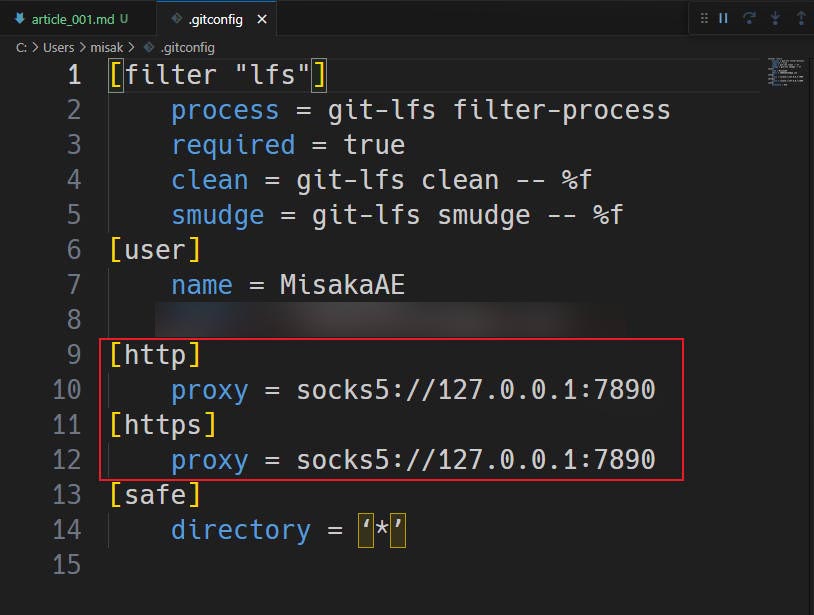 article_001.md U
.gitconfig
C: > Users > misak > .gitconfig
1 [filter "lfs"]
2 process = git-lfs filter-process
3 required = true
4 clean = git-lfs clean -- %f
5 smudge = git-lfs smudge -- %f
6 [user]
7 name = MisakaAE
8
9 [http]
10 proxy = socks5://127.0.0.1:7890
11 [https]
12 proxy = socks5://127.0.0.1:7890
13 [safe]
14 directory = ‘*’
15